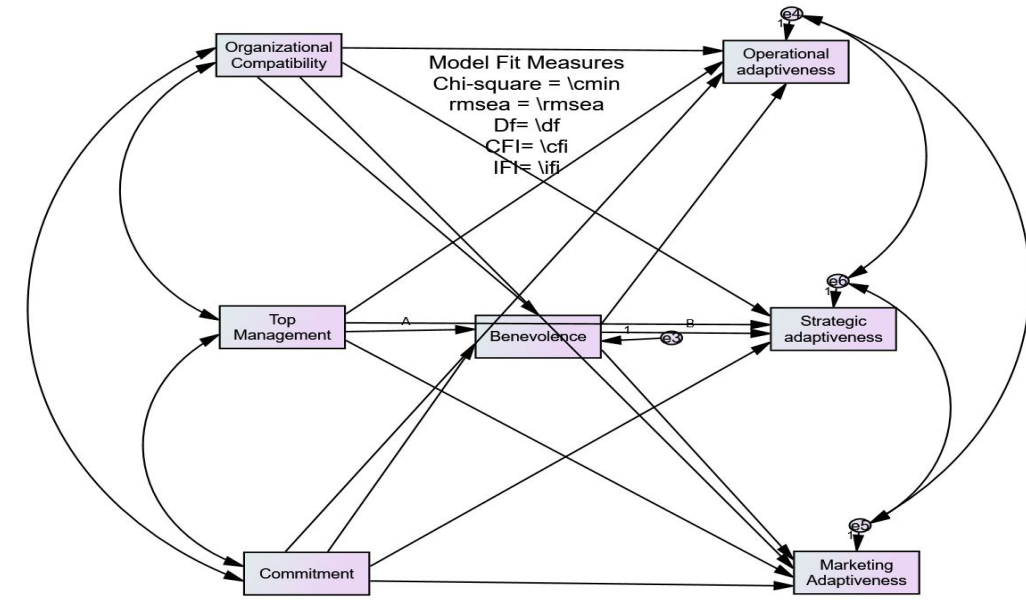 e4
1
Organizational
Compatibility
Operational
adaptiveness
Model Fit Measures
Chi-square = \cmin
rmsea = \rmsea
Df= \df
CFI= \cfi
IFI= \ifi
e6
1
Top
Management
A
Benevolence
1
e3
B
Strategic
adaptiveness
e5
1
Commitment
Marketing
Adaptiveness